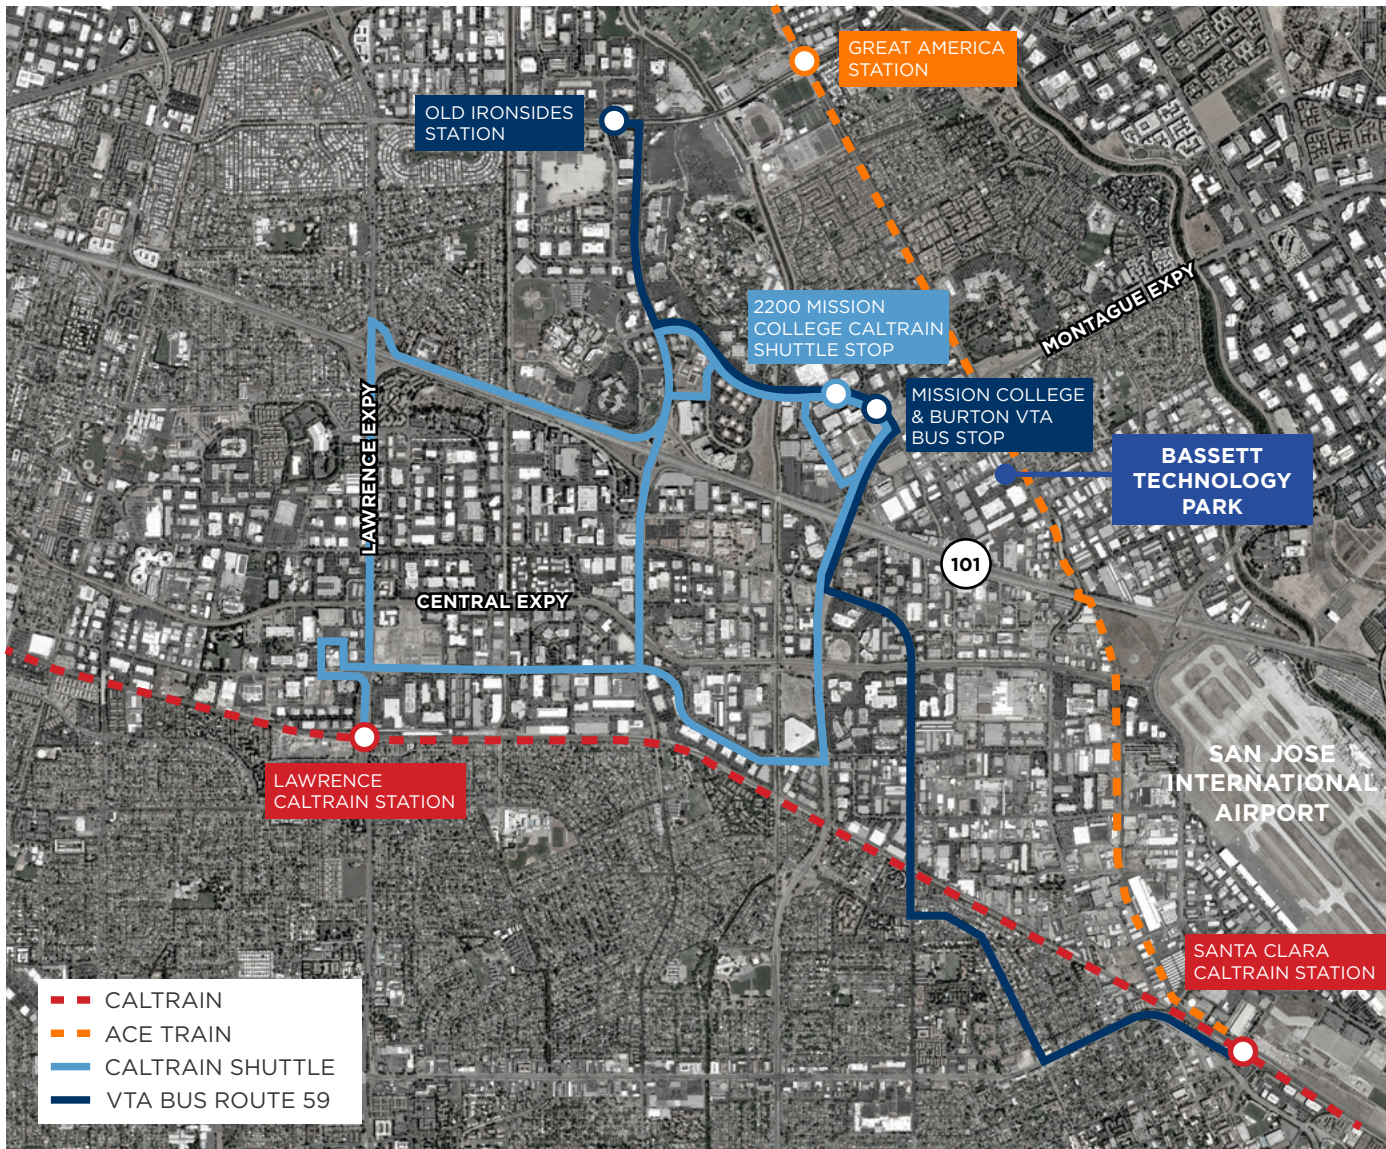 GREAT AMERICA
STATION
OLD IRONSIDES
STATION
MONTAGUE EXPY
2200 MISSION
COLLEGE CALTRAIN
SHUTTLE STOP
MISSION COLLEGE
& BURTON VTA
BUS STOP
LAWRENCE EXPY
BASSETT
TECHNOLOGY
PARK
101
CENTRAL EXPY
SAN JOSE
INTERNATIONAL
AIRPORT
LAWRENCE
CALTRAIN STATION
SANTA CLARA
CALTRAIN STATION
CALTRAIN
ACE TRAIN
CALTRAIN SHUTTLE
VTA BUS ROUTE 59